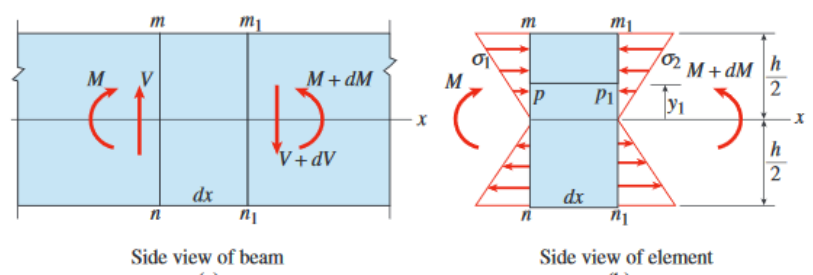 m m₁ m m₁
σ₁ σ₂ M + dM h/2
M V M + dM M
p p₁ y₁
x x
V + dV h/2
dx dx
n n₁ n n₁
Side view of beam Side view of element